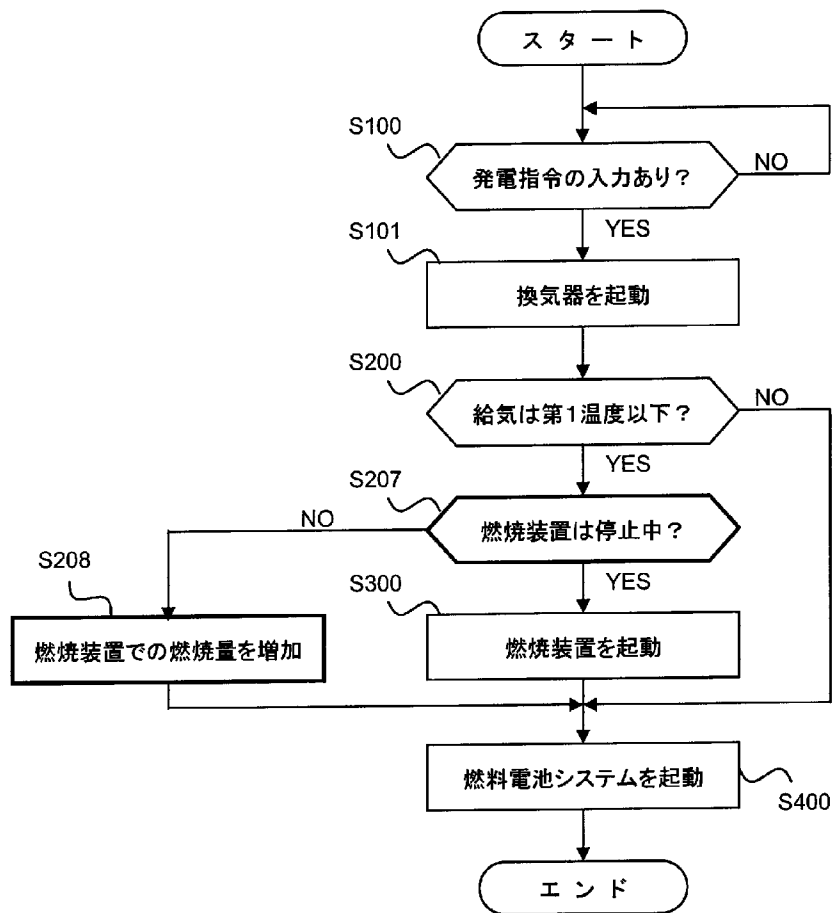 スタート
S100
発電指令の入力あり?
NO
YES
S101
換気器を起動
S200
給気は第1温度以下?
NO
YES
S207
燃焼装置は停止中?
NO
YES
S208
燃焼装置での燃焼量を増加
S300
燃焼装置を起動
燃料電池システムを起動
S400
エンド